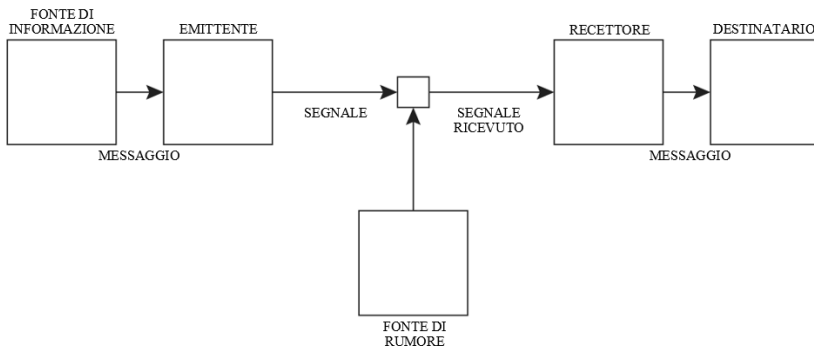 FONTE DI
INFORMAZIONE
EMITTENTE
RECETTORE
DESTINATARIO
SEGNALE
SEGNALE
RICEVUTO
MESSAGGIO
MESSAGGIO
FONTE DI
RUMORE